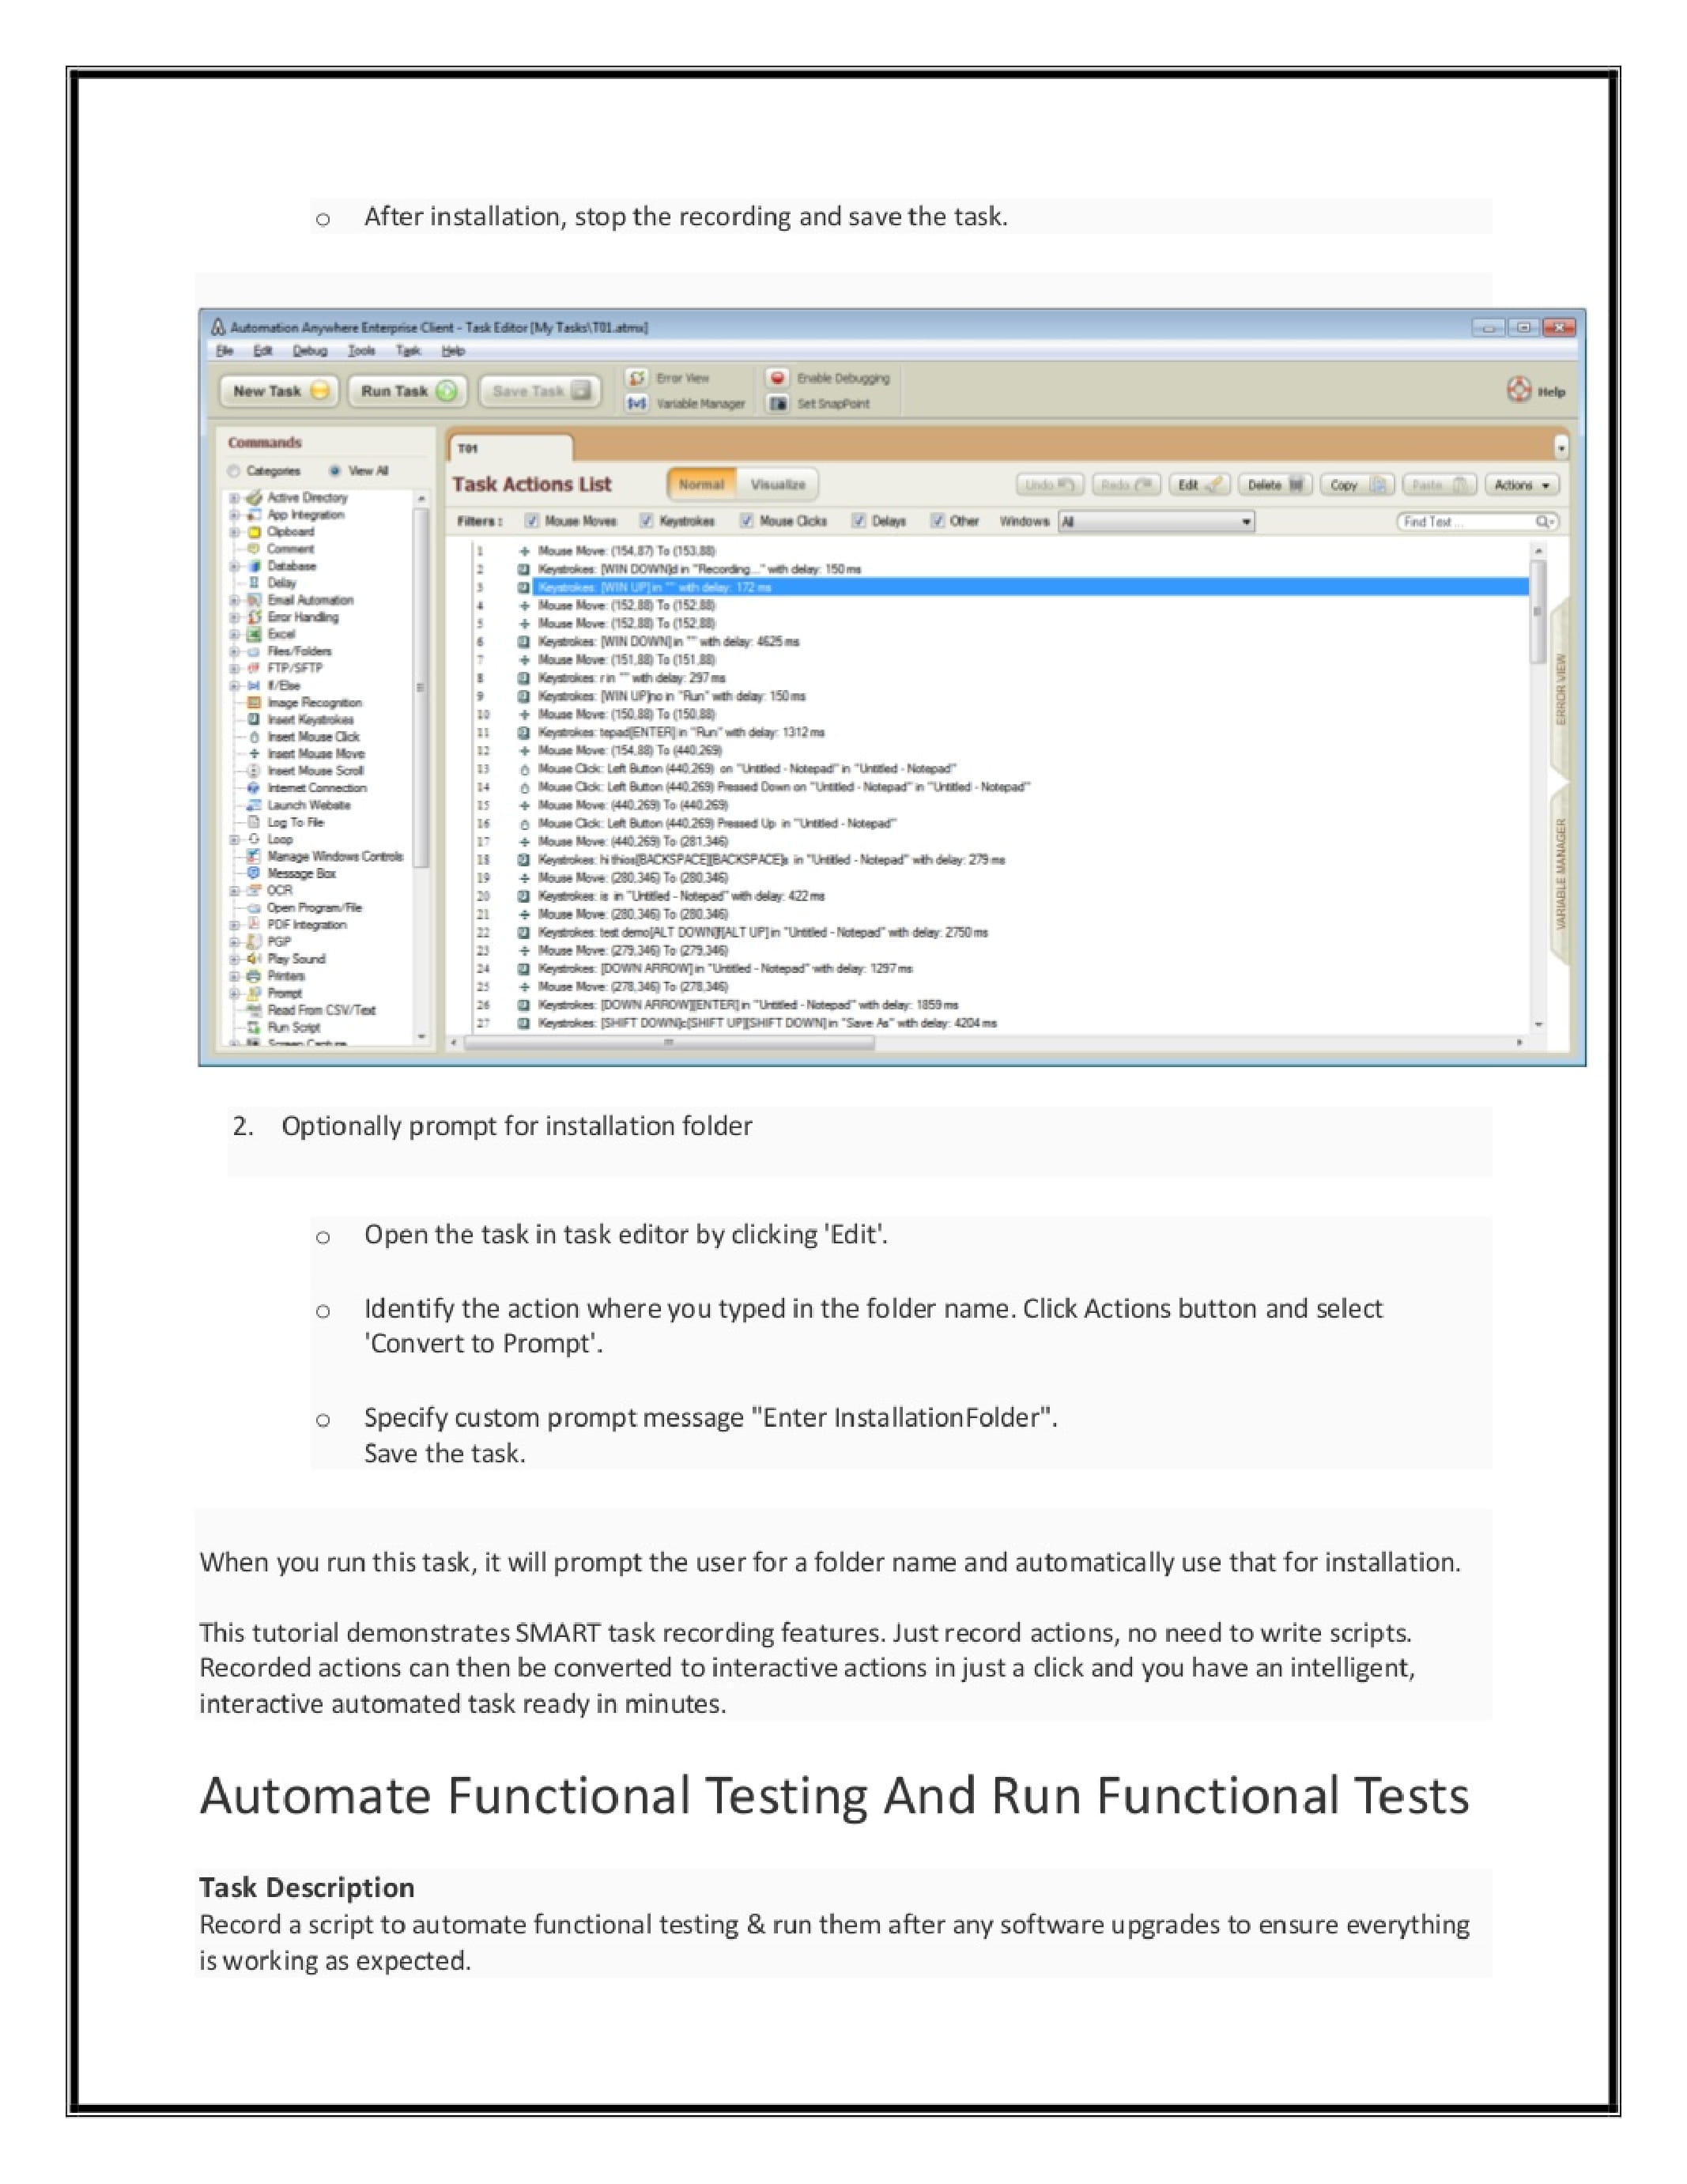 o After installation, stop the recording and save the task.
Automation Anywhere Enterprise Client - Task Editor [My Tasks\T01.atmx]
File Edit Debug Tools Task Help
New Task Run Task Save Task Error View Enable Debugging
Variable Manager Set SnapPoint Help
Commands
Categories View All
Active Directory
App Integration
Clipboard
Comment
Database
Delay
Email Automation
Error Handling
Excel
Files/Folders
FTP/SFTP
If/Else
Image Recognition
Insert Keystrokes
Insert Mouse Click
Insert Mouse Move
Insert Mouse Scroll
Internet Connection
Launch Website
Log To File
Loop
Manage Windows Controls
Message Box
OCR
Open Program/File
PDF Integration
PGP
Play Sound
Printers
Prompt
Read From CSV/Text
Run Script
Screen Capture
T01
Task Actions List Normal Visualize Undo Redo Edit Delete Copy Paste Actions
Filters : Mouse Moves Keystrokes Mouse Clicks Delays Other Windows All Find Text...
1 Mouse Move: (154,87) To (153,88)
2 Keystrokes: [WIN DOWN]d in "Recording..." with delay: 150 ms
3 Keystrokes: [WIN UP] in "" with delay: 172 ms
4 Mouse Move: (152,88) To (152,88)
5 Mouse Move: (152,88) To (152,88)
6 Keystrokes: [WIN DOWN] in "" with delay: 4625 ms
7 Mouse Move: (151,88) To (151,88)
8 Keystrokes: r in "" with delay: 297 ms
9 Keystrokes: [WIN UP]no in "Run" with delay: 150 ms
10 Mouse Move: (150,88) To (150,88)
11 Keystrokes: tepad[ENTER] in "Run" with delay: 1312 ms
12 Mouse Move: (154,88) To (440,269)
13 Mouse Click: Left Button (440,269) on "Untitled - Notepad" in "Untitled - Notepad"
14 Mouse Click: Left Button (440,269) Pressed Down on "Untitled - Notepad" in "Untitled - Notepad"
15 Mouse Move: (440,269) To (440,269)
16 Mouse Click: Left Button (440,269) Pressed Up in "Untitled - Notepad"
17 Mouse Move: (440,269) To (281,346)
18 Keystrokes: hi thios[BACKSPACE][BACKSPACE]s in "Untitled - Notepad" with delay: 279 ms
19 Mouse Move: (280,346) To (280,346)
20 Keystrokes: is in "Untitled - Notepad" with delay: 422 ms
21 Mouse Move: (280,346) To (280,346)
22 Keystrokes: test demo[ALT DOWN]f[ALT UP] in "Untitled - Notepad" with delay: 2750 ms
23 Mouse Move: (279,346) To (279,346)
24 Keystrokes: [DOWN ARROW] in "Untitled - Notepad" with delay: 1297 ms
25 Mouse Move: (278,346) To (278,346)
26 Keystrokes: [DOWN ARROW][ENTER] in "Untitled - Notepad" with delay: 1859 ms
27 Keystrokes: [SHIFT DOWN]c[SHIFT UP][SHIFT DOWN] in "Save As" with delay: 4204 ms
ERROR VIEW
VARIABLE MANAGER
2. Optionally prompt for installation folder
o Open the task in task editor by clicking 'Edit'.
o Identify the action where you typed in the folder name. Click Actions button and select
'Convert to Prompt'.
o Specify custom prompt message "Enter InstallationFolder".
Save the task.
When you run this task, it will prompt the user for a folder name and automatically use that for installation.
This tutorial demonstrates SMART task recording features. Just record actions, no need to write scripts.
Recorded actions can then be converted to interactive actions in just a click and you have an intelligent,
interactive automated task ready in minutes.
Automate Functional Testing And Run Functional Tests
Task Description
Record a script to automate functional testing & run them after any software upgrades to ensure everything
is working as expected.